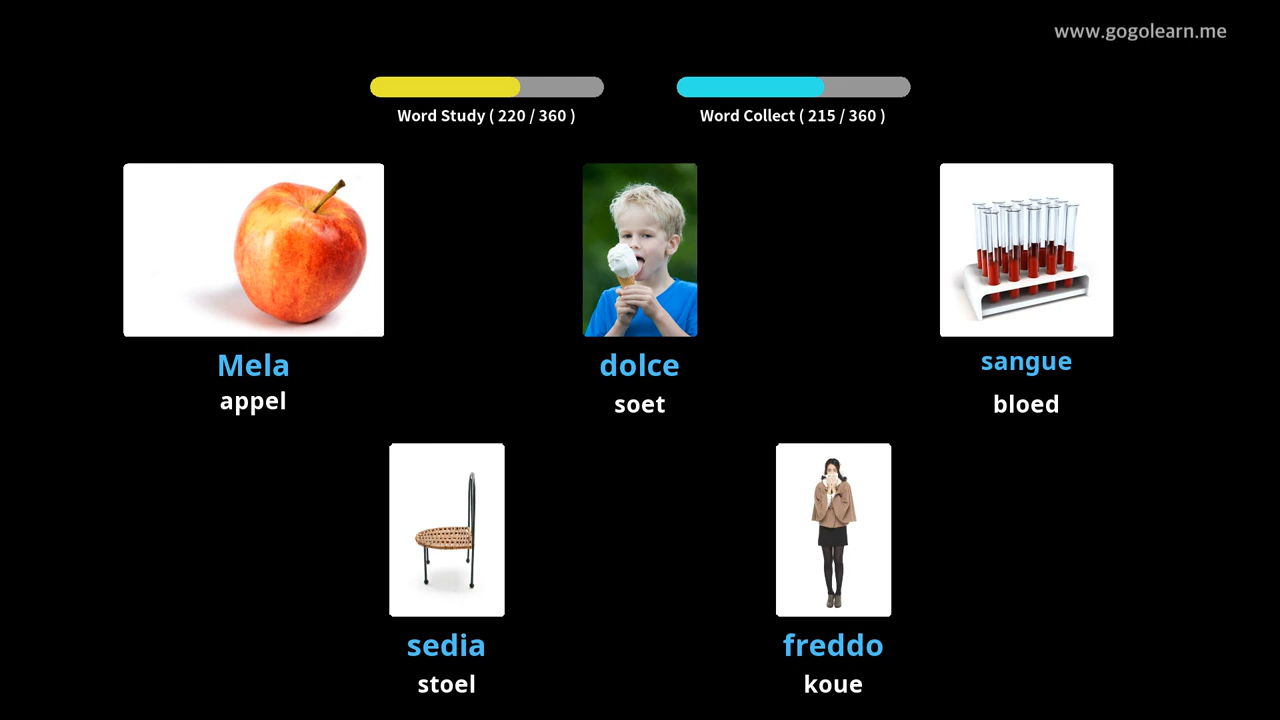 www.gogolearn.me
Word Study ( 220 / 360 )
Word Collect ( 215 / 360 )
Mela
appel
dolce
soet
sangue
bloed
sedia
stoel
freddo
koue